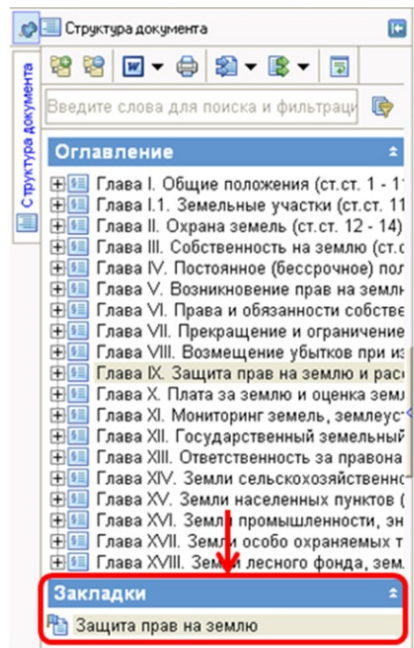 Структура документа
Структура документа
Введите слова для поиска и фильтраци
Оглавление
Глава I. Общие положения (ст.ст. 1 - 1
Глава I.1. Земельные участки (ст.ст. 11
Глава II. Охрана земель (ст.ст. 12 - 14)
Глава III. Собственность на землю (ст.с
Глава IV. Постоянное (бессрочное) пол
Глава V. Возникновение прав на земл
Глава VI. Права и обязанности собстве
Глава VII. Прекращение и ограничение
Глава VIII. Возмещение убытков при из
Глава IX. Защита прав на землю и расс
Глава X. Плата за землю и оценка земл
Глава XI. Мониторинг земель, землеус
Глава XII. Государственный земельный
Глава XIII. Ответственность за правона
Глава XIV. Земли сельскохозяйственнс
Глава XV. Земли населенных пунктов (
Глава XVI. Земли промышленности, эн
Глава XVII. Земли особо охраняемых т
Глава XVIII. Земли лесного фонда, зем.
Закладки
Защита прав на землю